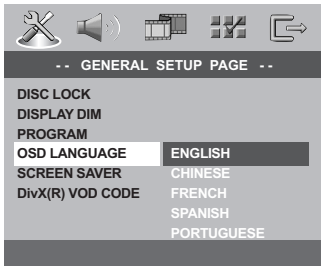 -- GENERAL SETUP PAGE --
DISC LOCK
DISPLAY DIM
PROGRAM
OSD LANGUAGE ENGLISH
SCREEN SAVER CHINESE
DivX(R) VOD CODE FRENCH
SPANISH
PORTUGUESE